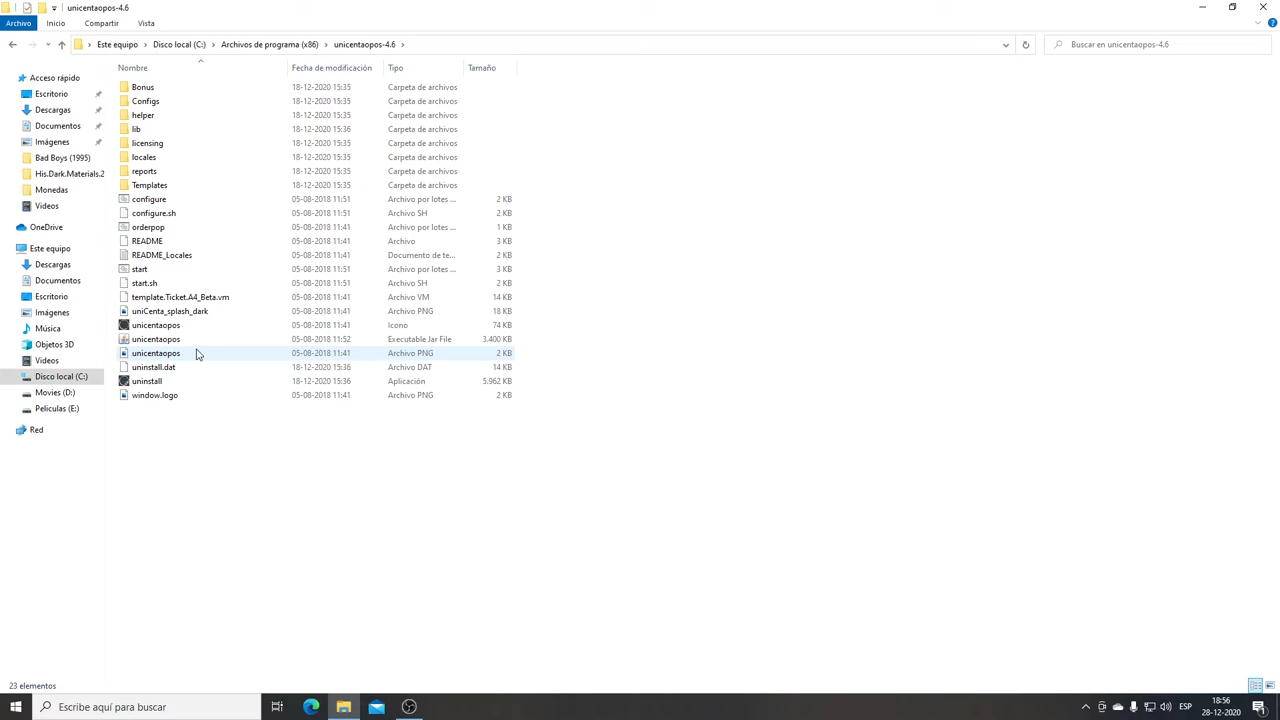 unicentaopos-4.6
Archivo Inicio Compartir Vista
Este equipo > Disco local (C:) > Archivos de programa (x86) > unicentaopos-4.6 >
Buscar en unicentaopos-4.6
Nombre Fecha de modificación Tipo Tamaño
Acceso rápido
Escritorio
Descargas
Documentos
Imágenes
Bad Boys (1995)
His.Dark.Materials.2
Monedas
Videos
OneDrive
Este equipo
Descargas
Documentos
Escritorio
Imágenes
Música
Objetos 3D
Videos
Disco local (C:)
Movies (D:)
Peliculas (E:)
Red
Bonus 18-12-2020 15:35 Carpeta de archivos
Configs 18-12-2020 15:35 Carpeta de archivos
helper 18-12-2020 15:35 Carpeta de archivos
lib 18-12-2020 15:36 Carpeta de archivos
licensing 18-12-2020 15:35 Carpeta de archivos
locales 18-12-2020 15:35 Carpeta de archivos
reports 18-12-2020 15:35 Carpeta de archivos
Templates 18-12-2020 15:35 Carpeta de archivos
configure 05-08-2018 11:51 Archivo por lotes ... 2 KB
configure.sh 05-08-2018 11:51 Archivo SH 2 KB
orderpop 05-08-2018 11:41 Archivo por lotes ... 1 KB
README 05-08-2018 11:41 Archivo 3 KB
README_Locales 05-08-2018 11:41 Documento de te... 2 KB
start 05-08-2018 11:51 Archivo por lotes ... 3 KB
start.sh 05-08-2018 11:51 Archivo SH 2 KB
template.Ticket.A4_Beta.vm 05-08-2018 11:41 Archivo VM 14 KB
uniCenta_splash_dark 05-08-2018 11:41 Archivo PNG 18 KB
unicentaopos 05-08-2018 11:41 Icono 74 KB
unicentaopos 05-08-2018 11:52 Executable Jar File 3.400 KB
unicentaopos 05-08-2018 11:41 Archivo PNG 2 KB
uninstall.dat 18-12-2020 15:36 Archivo DAT 14 KB
uninstall 18-12-2020 15:36 Aplicación 5.962 KB
window.logo 05-08-2018 11:41 Archivo PNG 2 KB
23 elementos
Escribe aquí para buscar
ESP
18:56
28-12-2020